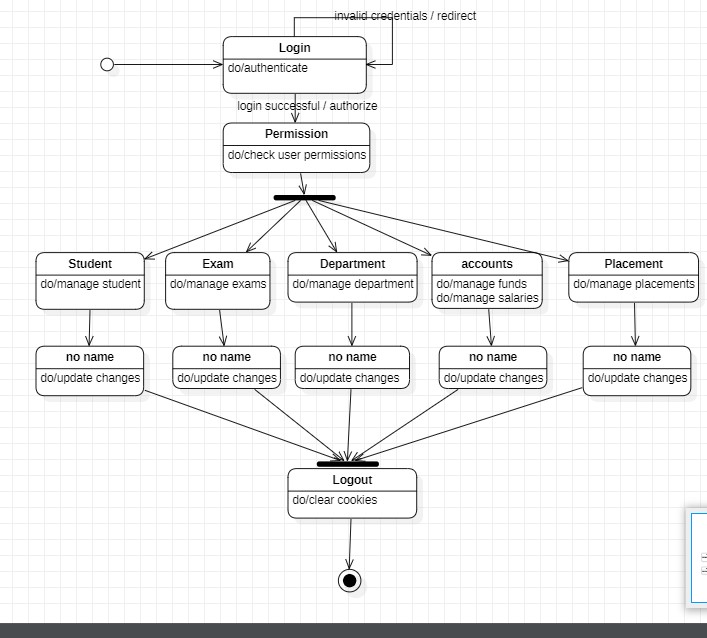 invalid credentials / redirect
Login
do/authenticate
login successful / authorize
Permission
do/check user permissions
Student
do/manage student
Exam
do/manage exams
Department
do/manage department
accounts
do/manage funds
do/manage salaries
Placement
do/manage placements
no name
do/update changes
no name
do/update changes
no name
do/update changes
no name
do/update changes
no name
do/update changes
Logout
do/clear cookies